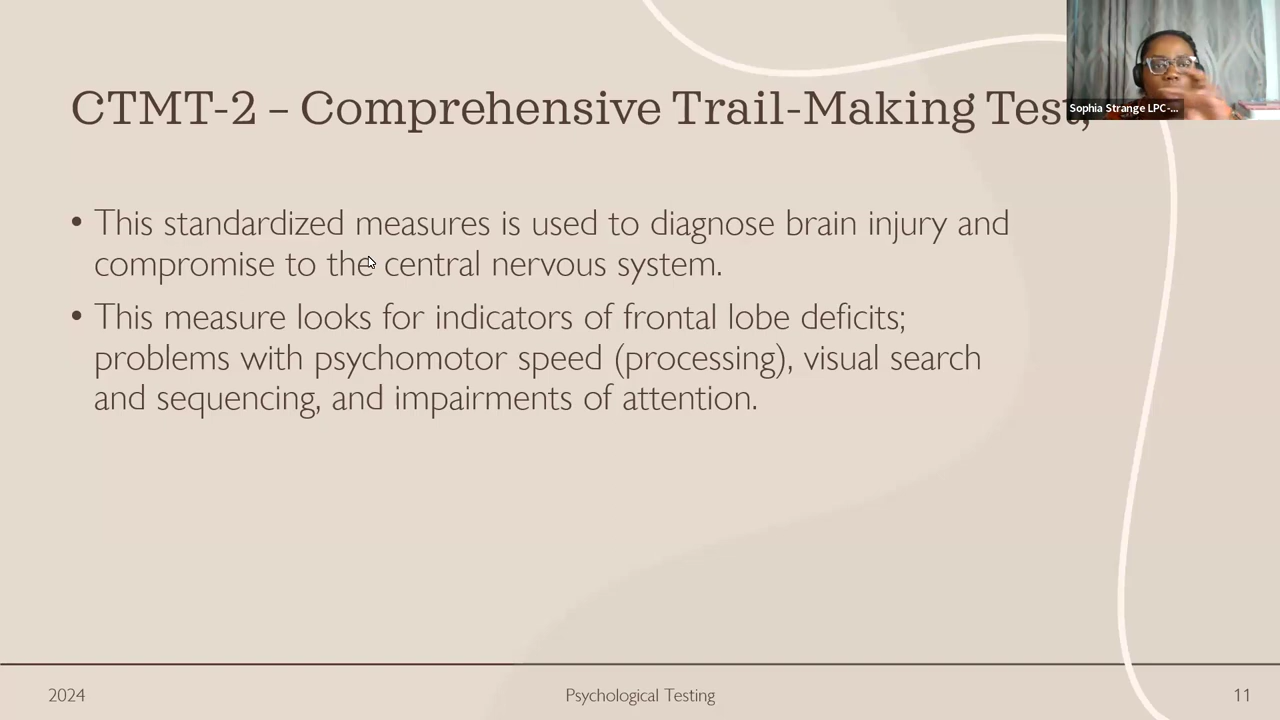 CTMT-2 – Comprehensive Trail-Making Test,
Sophia Strange LPC-...
• This standardized measures is used to diagnose brain injury and
compromise to the central nervous system.
• This measure looks for indicators of frontal lobe deficits;
problems with psychomotor speed (processing), visual search
and sequencing, and impairments of attention.
2024
Psychological Testing
11